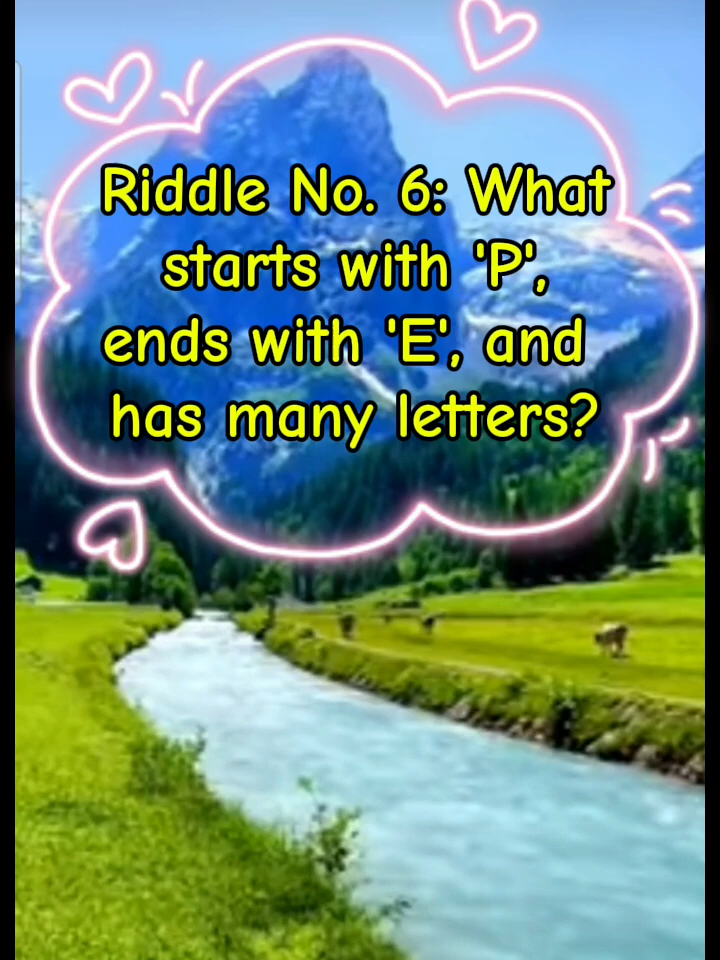 Riddle No. 6: What
starts with 'P',
ends with 'E', and
has many letters?